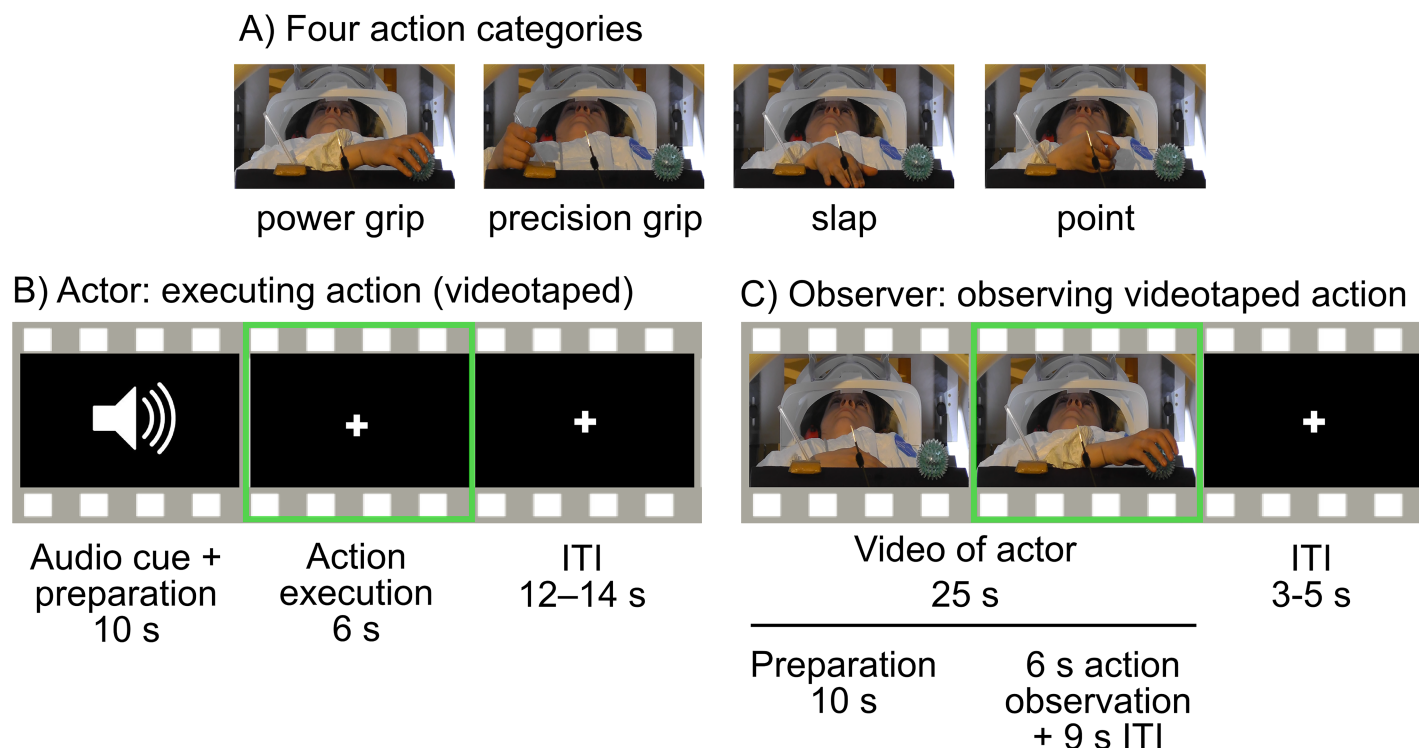 A) Four action categories
power grip
precision grip
slap
point
B) Actor: executing action (videotaped)
C) Observer: observing videotaped action
Audio cue +
preparation
10 s
Action
execution
6 s
ITI
12–14 s
Video of actor
25 s
ITI
3-5 s
Preparation
10 s
6 s action
observation
+ 9 s ITI